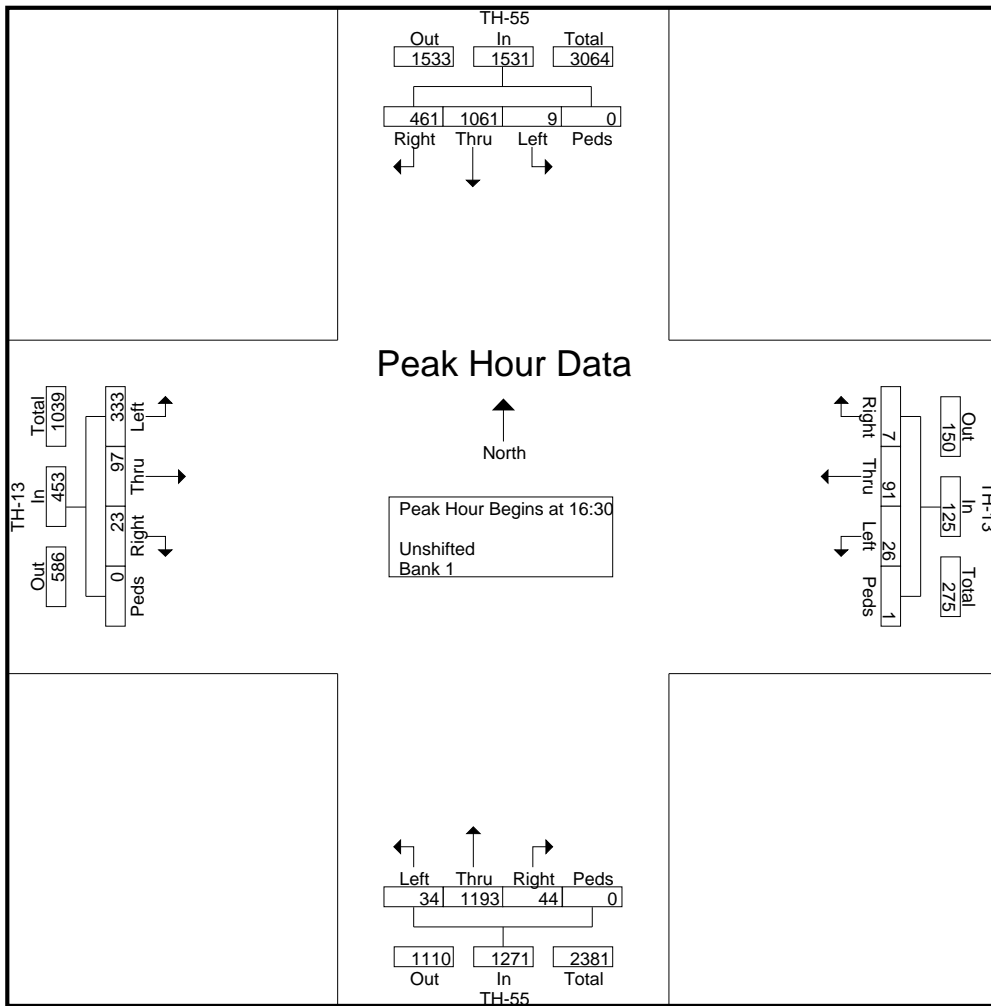 TH-55
Out In Total
1533 1531 3064
461 1061 9 0
Right Thru Left Peds
Peak Hour Data
North
Peak Hour Begins at 16:30
Unshifted
Bank 1
TH-13
Total In Out
1039 453 586
333 97 23 0
Left Thru Right Peds
TH-13
Out In Total
150 125 275
Right Thru Left Peds
7 91 26 1
Left Thru Right Peds
34 1193 44 0
1110 1271 2381
Out In Total
TH-55